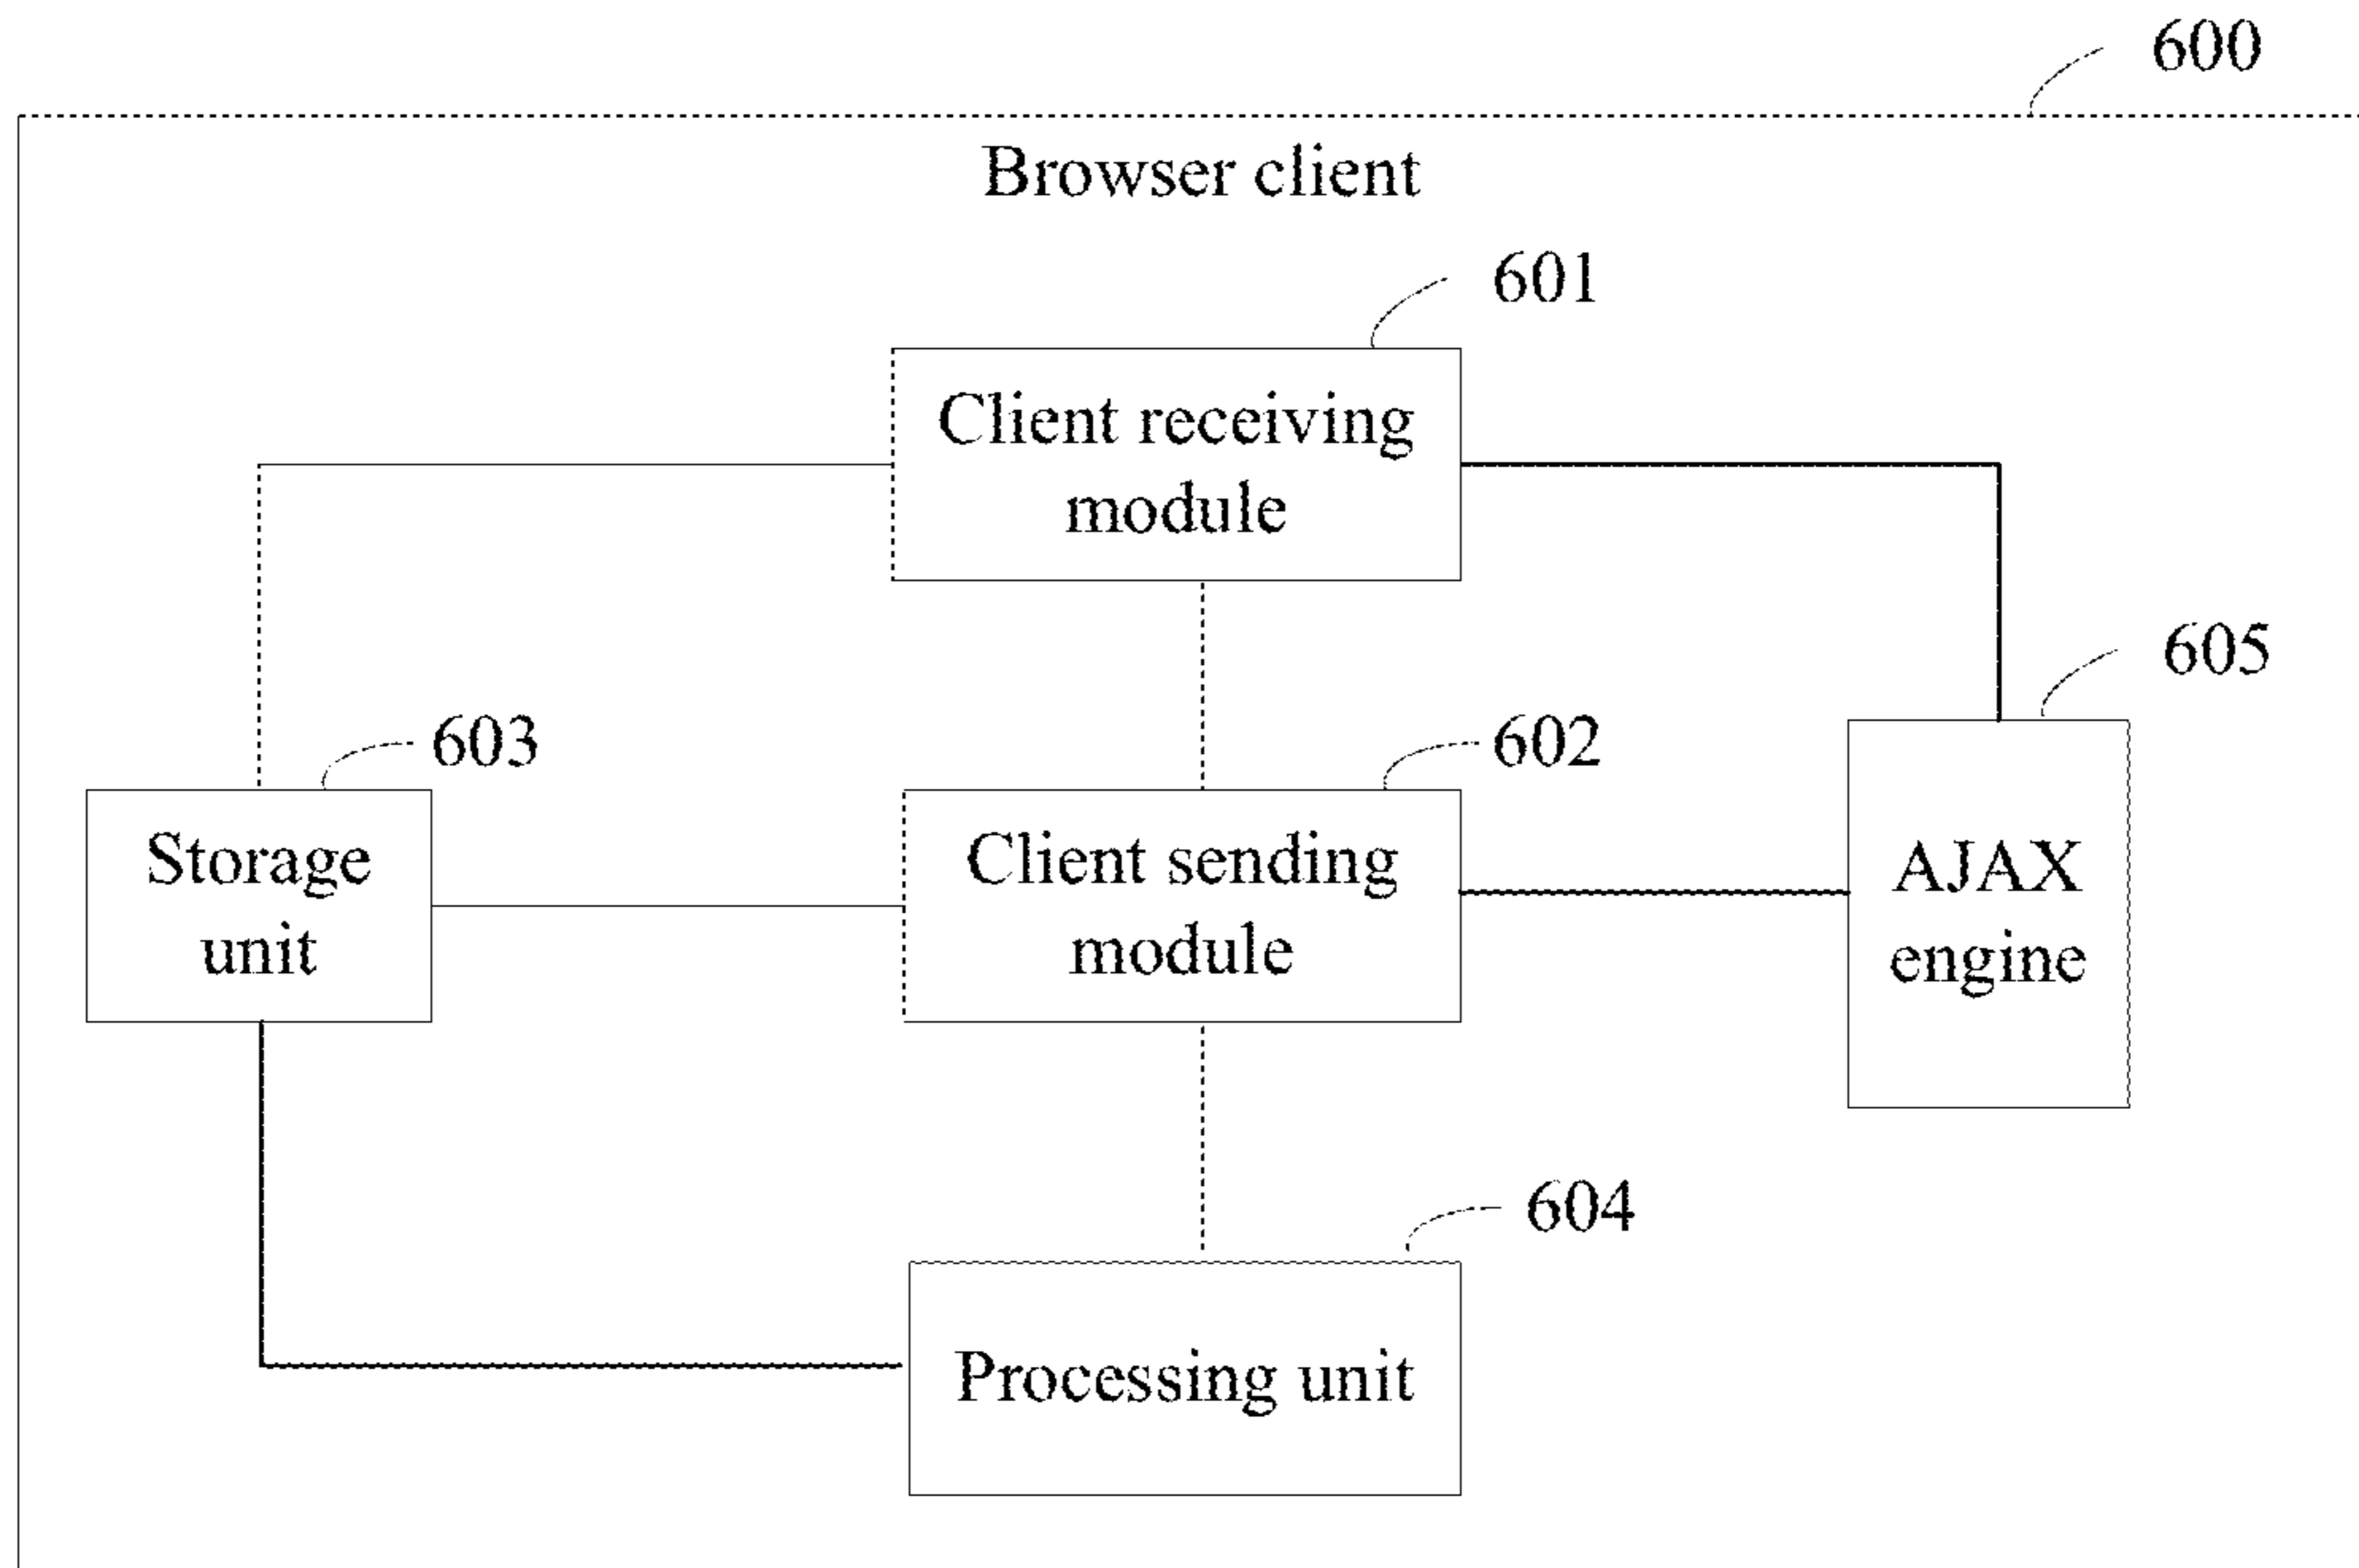 600
Browser client
601
Client receiving
module
605
603
602
Storage
unit
Client sending
module
AJAX
engine
604
Processing unit